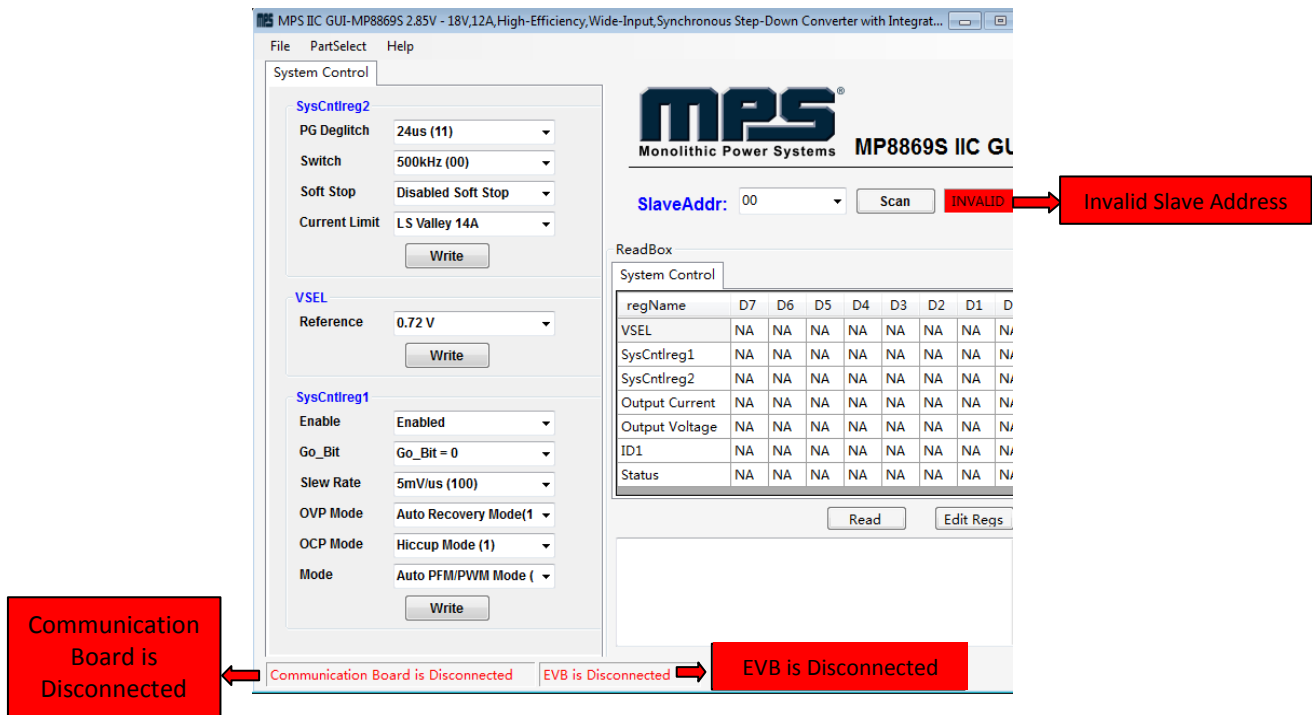 MPS IIC GUI-MP8869S 2.85V - 18V,12A,High-Efficiency,Wide-Input,Synchronous Step-Down Converter with Integrat...
File PartSelect Help
System Control
SysCntlreg2
PG Deglitch 24us (11)
Switch 500kHz (00)
Soft Stop Disabled Soft Stop
Current Limit LS Valley 14A
Write
VSEL
Reference 0.72 V
Write
SysCntlreg1
Enable Enabled
Go_Bit Go_Bit = 0
Slew Rate 5mV/us (100)
OVP Mode Auto Recovery Mode(1
OCP Mode Hiccup Mode (1)
Mode Auto PFM/PWM Mode (
Write
mps®
Monolithic Power Systems
MP8869S IIC GU
SlaveAddr: 00 Scan INVALID
Invalid Slave Address
ReadBox
System Control
regName D7 D6 D5 D4 D3 D2 D1 D
VSEL NA NA NA NA NA NA NA NA
SysCntlreg1 NA NA NA NA NA NA NA NA
SysCntlreg2 NA NA NA NA NA NA NA NA
Output Current NA NA NA NA NA NA NA NA
Output Voltage NA NA NA NA NA NA NA NA
ID1 NA NA NA NA NA NA NA NA
Status NA NA NA NA NA NA NA NA
Read Edit Regs
Communication
Board is
Disconnected
Communication Board is Disconnected EVB is Disconnected
EVB is Disconnected